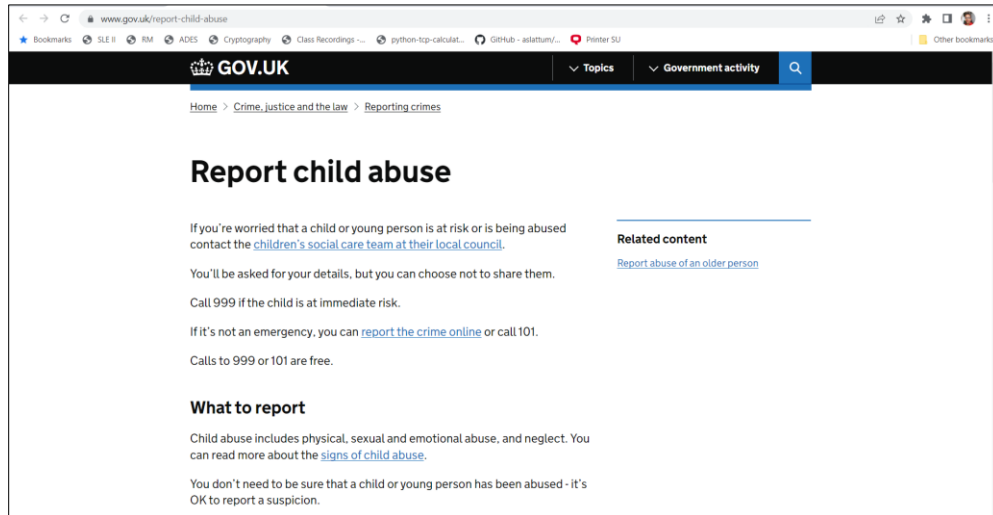 www.gov.uk/report-child-abuse
Bookmarks SLE II RM ADES Cryptography Class Recordings -... python-tcp-calculat... GitHub - aslattum/... Printer SU Other bookmarks
GOV.UK Topics Government activity
Home > Crime, justice and the law > Reporting crimes
Report child abuse
If you're worried that a child or young person is at risk or is being abused
contact the children's social care team at their local council.
You'll be asked for your details, but you can choose not to share them.
Call 999 if the child is at immediate risk.
If it's not an emergency, you can report the crime online or call 101.
Calls to 999 or 101 are free.
Related content
Report abuse of an older person
What to report
Child abuse includes physical, sexual and emotional abuse, and neglect. You
can read more about the signs of child abuse.
You don't need to be sure that a child or young person has been abused - it's
OK to report a suspicion.